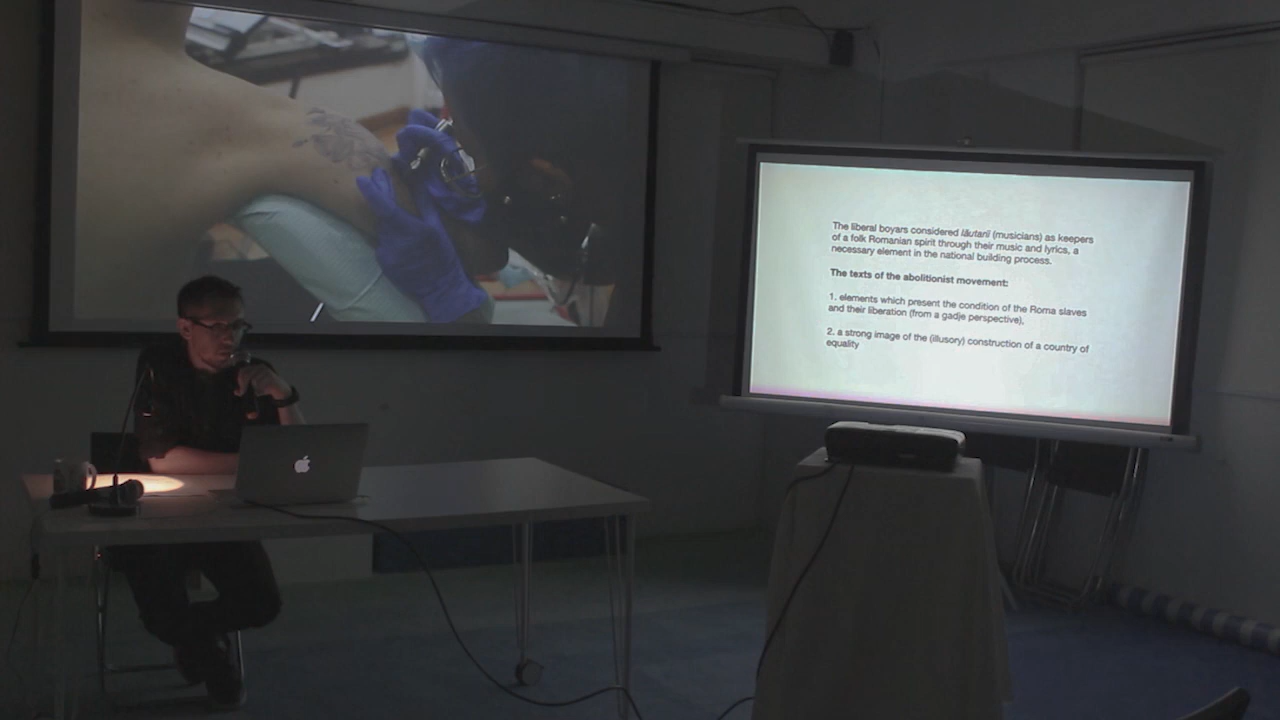 The liberal boyars considered lăutarii (musicians) as keepers
of a folk Romanian spirit through their music and lyrics, a
necessary element in the national building process.
The texts of the abolitionist movement:
1. elements which present the condition of the Roma slaves
and their liberation (from a gadje perspective),
2. a strong image of the (illusory) construction of a country of
equality